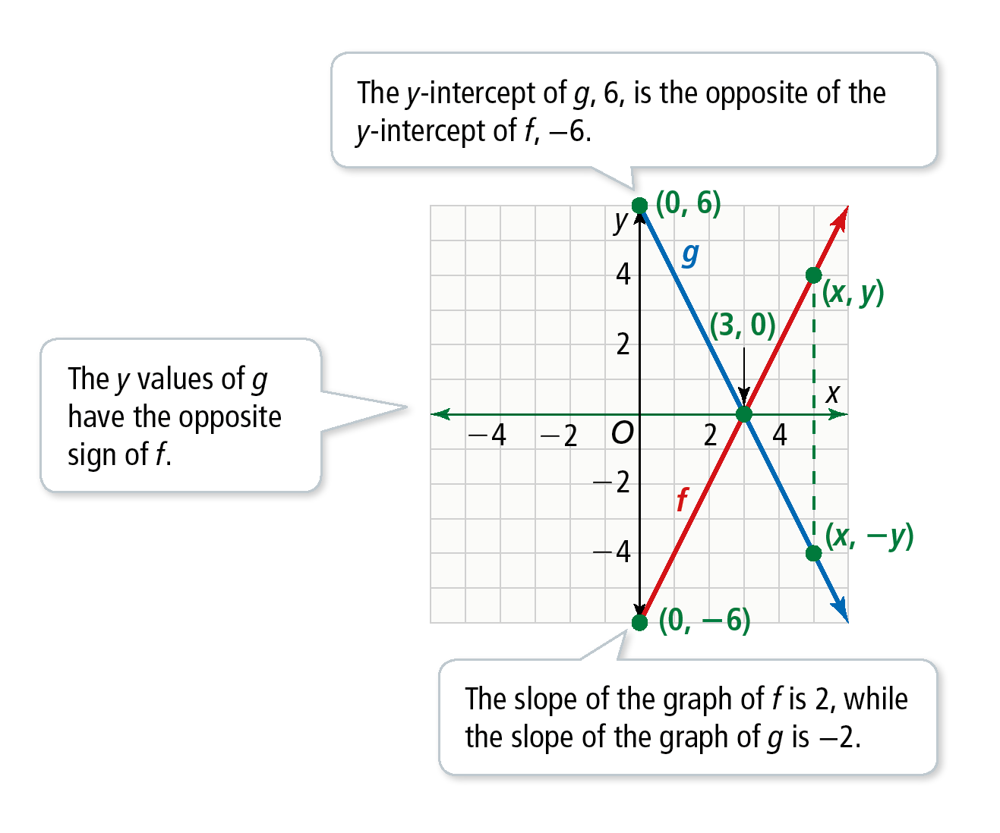 The y-intercept of g, 6, is the opposite of the
y-intercept of f, −6.
(0, 6)
y
g
4
(x, y)
(3, 0)
2
The y values of g
have the opposite
sign of f.
x
−4 −2 O 2 4
−2
f
(x, −y)
−4
(0, −6)
The slope of the graph of f is 2, while
the slope of the graph of g is −2.